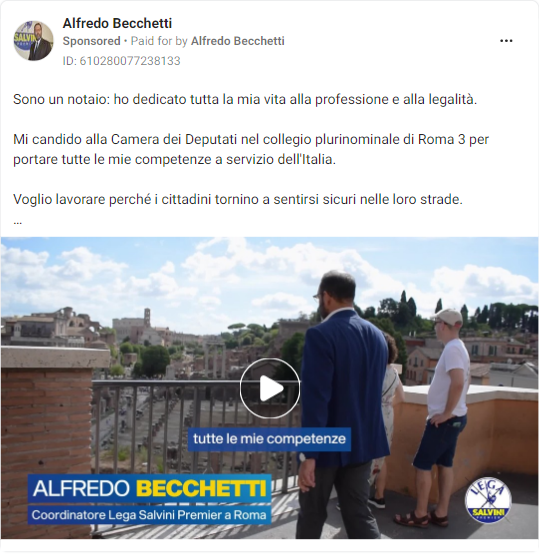 Alfredo Becchetti
Sponsored • Paid for by Alfredo Becchetti
ID: 610280077238133
Sono un notaio: ho dedicato tutta la mia vita alla professione e alla legalità.
Mi candido alla Camera dei Deputati nel collegio plurinominale di Roma 3 per
portare tutte le mie competenze a servizio dell'Italia.
Voglio lavorare perché i cittadini tornino a sentirsi sicuri nelle loro strade.
...
tutte le mie competenze
ALFREDO BECCHETTI
Coordinatore Lega Salvini Premier a Roma
LEGA
SALVINI
PREMIER